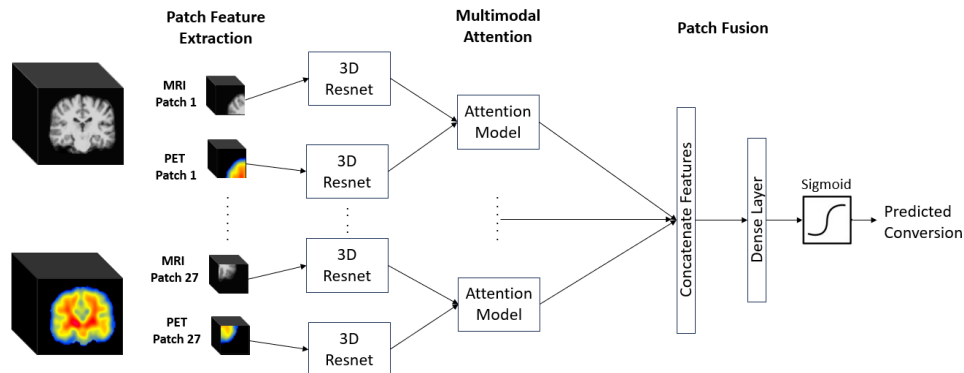 Patch Feature
Extraction
Multimodal
Attention
Patch Fusion
MRI
Patch 1
3D
Resnet
PET
Patch 1
3D
Resnet
Attention
Model
MRI
Patch 27
3D
Resnet
PET
Patch 27
3D
Resnet
Attention
Model
Concatenate Features
Dense Layer
Sigmoid
Predicted
Conversion